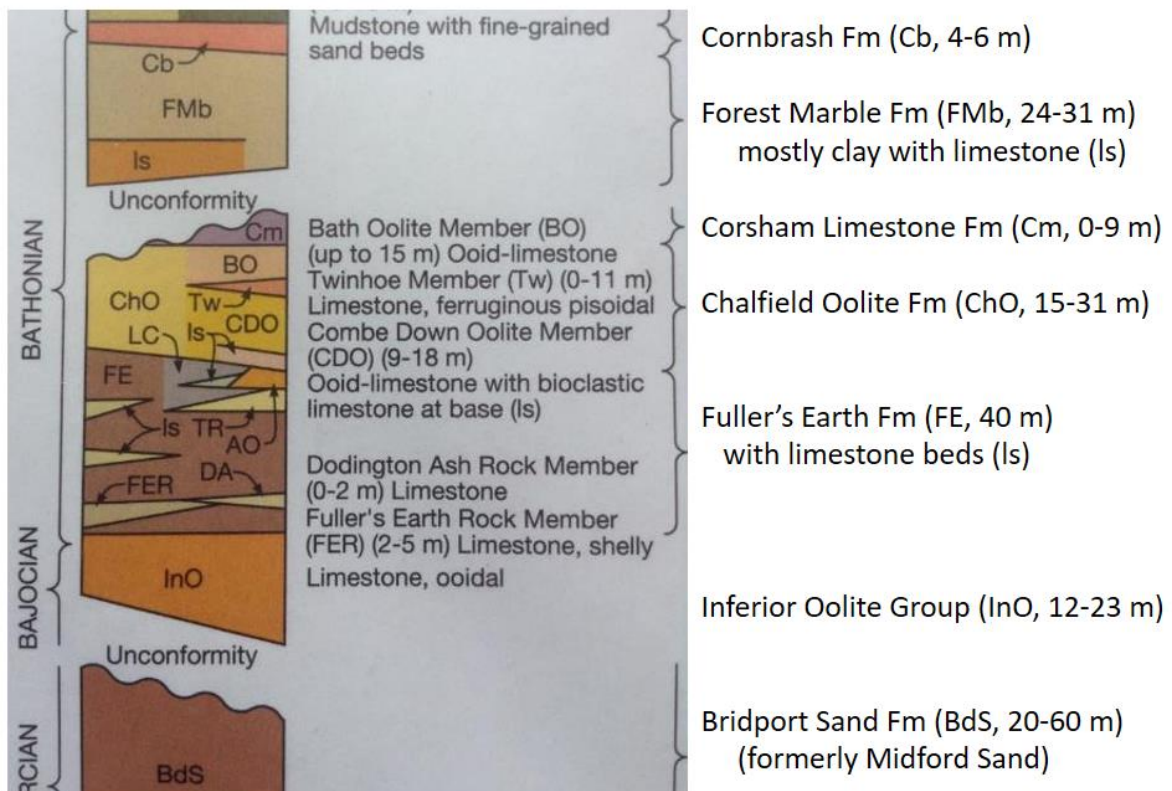 Mudstone with fine-grained
sand beds
Cb
FMb
ls
Unconformity
Cm
BO
ChO
Tw
CDO
LC
ls
FE
ls
TR
AO
DA
FER
InO
Unconformity
BdS
BATHONIAN
BAJOCIAN
RCIAN
Bath Oolite Member (BO)
(up to 15 m) Ooid-limestone
Twinhoe Member (Tw) (0-11 m)
Limestone, ferruginous pisoidal
Combe Down Oolite Member
(CDO) (9-18 m)
Ooid-limestone with bioclastic
limestone at base (ls)
Dodington Ash Rock Member
(0-2 m) Limestone
Fuller's Earth Rock Member
(FER) (2-5 m) Limestone, shelly
Limestone, ooidal
Cornbrash Fm (Cb, 4-6 m)
Forest Marble Fm (FMb, 24-31 m)
mostly clay with limestone (ls)
Corsham Limestone Fm (Cm, 0-9 m)
Chalfield Oolite Fm (ChO, 15-31 m)
Fuller’s Earth Fm (FE, 40 m)
with limestone beds (ls)
Inferior Oolite Group (InO, 12-23 m)
Bridport Sand Fm (BdS, 20-60 m)
(formerly Midford Sand)